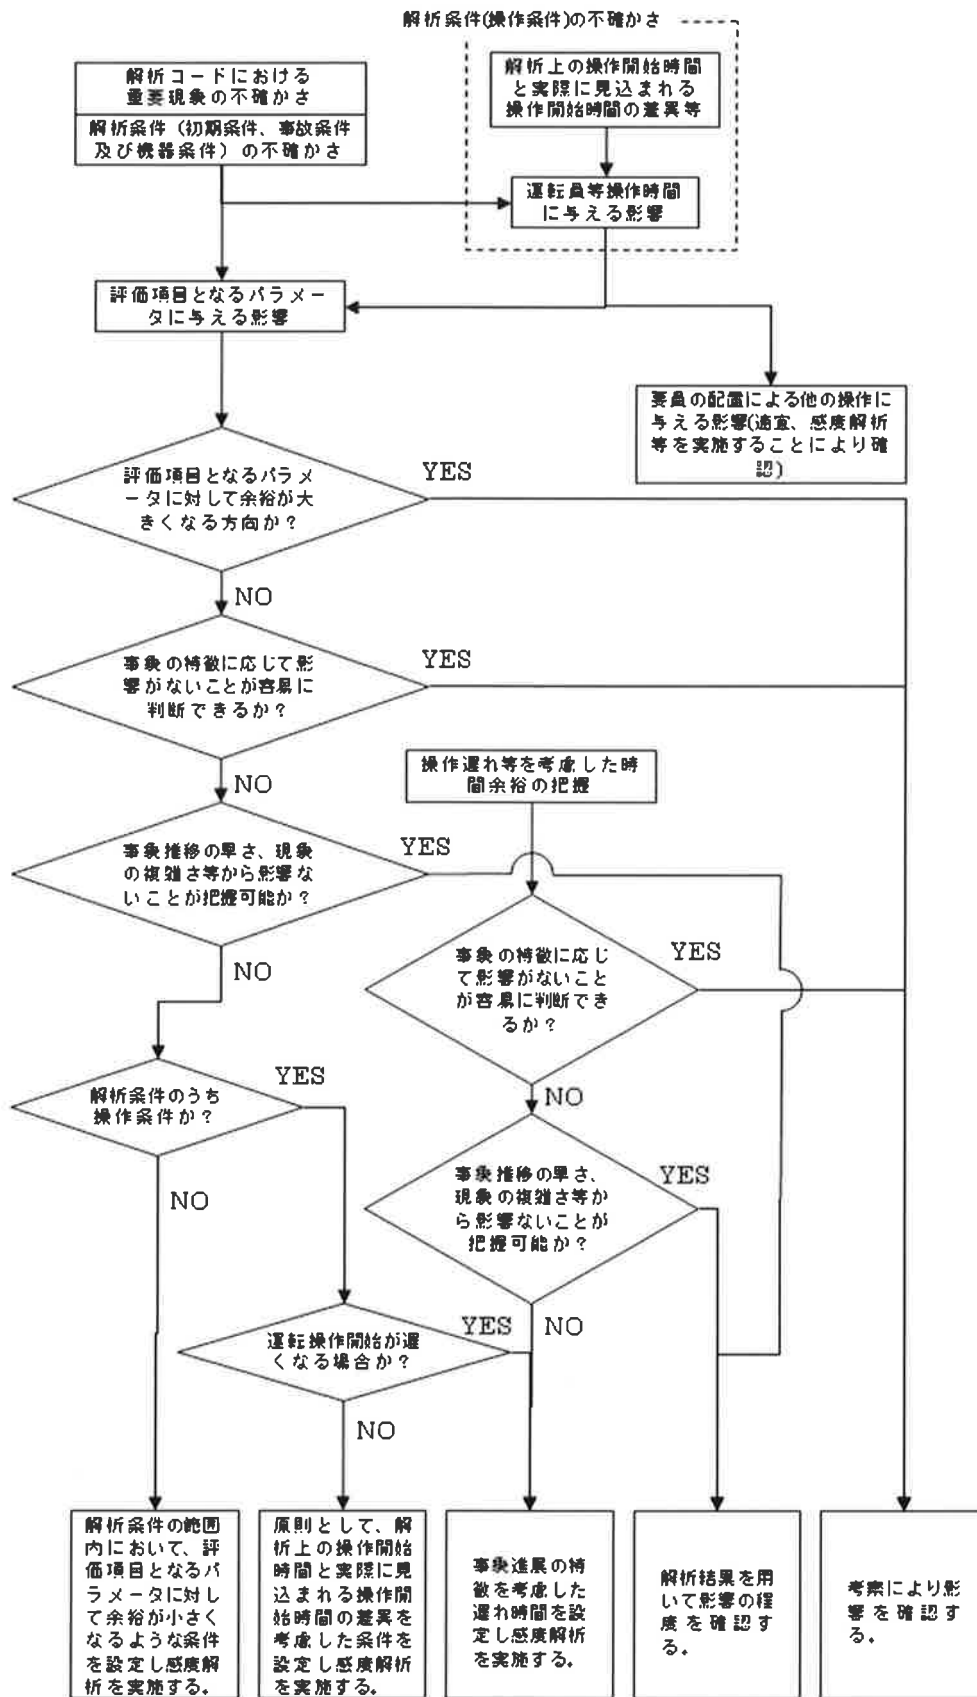 解析条件(操作条件)の不確かさ
解析コードにおける
重要現象の不確かさ
解析条件（初期条件、事故条件
及び機器条件）の不確かさ
解析上の操作開始時間
と実際に見込まれる
操作開始時間の差異等
運転員等操作時間
に与える影響
評価項目となるパラメー
タに与える影響
要員の配置による他の操作に
与える影響(適宜、感度解析
等を実施することにより確
認)
評価項目となるパラメ
ータに対して余裕が大
きくなる方向か？
YES
NO
事象の特徴に応じて影
響がないことが容易に
判断できるか？
YES
NO
操作遅れ等を考慮した時
間余裕の把握
事象推移の早さ、現象
の複雑さ等から影響な
いことが把握可能か？
YES
NO
事象の特徴に応じ
て影響がないこと
が容易に判断でき
るか？
YES
NO
解析条件のうち
操作条件か？
YES
NO
事象推移の早さ、
現象の複雑さ等か
ら影響ないことが
把握可能か？
YES
NO
運転操作開始が遅
くなる場合か？
YES
NO
解析条件の範囲
内において、評
価項目となるパ
ラメータに対し
て余裕が小さく
なるような条件
を設定し感度解
析を実施する。
原則として、解
析上の操作開始
時間と実際に見
込まれる操作開
始時間の差異を
考慮した条件を
設定し感度解析
を実施する。
事象進展の特
徴を考慮した
遅れ時間を設
定し感度解析
を実施する。
解析結果を用
いて影響の程
度を確認す
る。
考察により影
響を確認す
る。